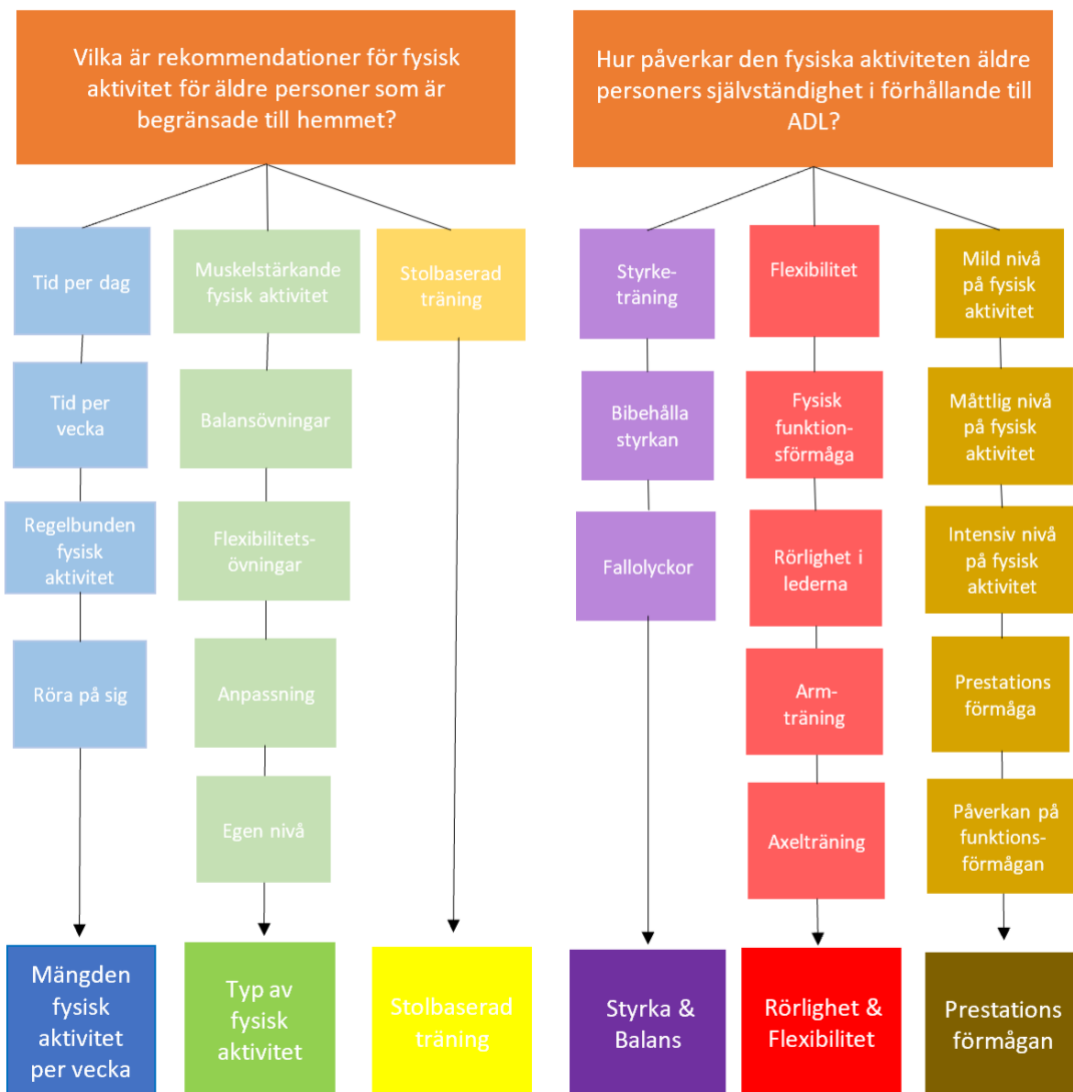 Vilka är rekommendationer för fysisk
aktivitet för äldre personer som är
begränsade till hemmet?
Tid per dag
Tid per
vecka
Regelbunden
fysisk
aktivitet
Röra på sig
Mängden
fysisk
aktivitet
per vecka
Muskelstärkande
fysisk aktivitet
Balansövningar
Flexibilitets-
övningar
Anpassning
Egen nivå
Typ av
fysisk
aktivitet
Stolbaserad
träning
Stolbaserad
träning
Hur påverkar den fysiska aktiviteten äldre
personers självständighet i förhållande till
ADL?
Styrke-
träning
Bibehålla
styrkan
Fallolyckor
Styrka &
Balans
Flexibilitet
Fysisk
funktion-
sförmåga
Rörlighet i
lederna
Arm-
träning
Axelträning
Rörlighet &
Flexibilitet
Mild nivå
på fysisk
aktivitet
Måttlig nivå
på fysisk
aktivitet
Intensiv nivå
på fysisk
aktivitet
Prestations
förmåga
Påverkan på
funktions-
förmågan
Prestations
förmågan